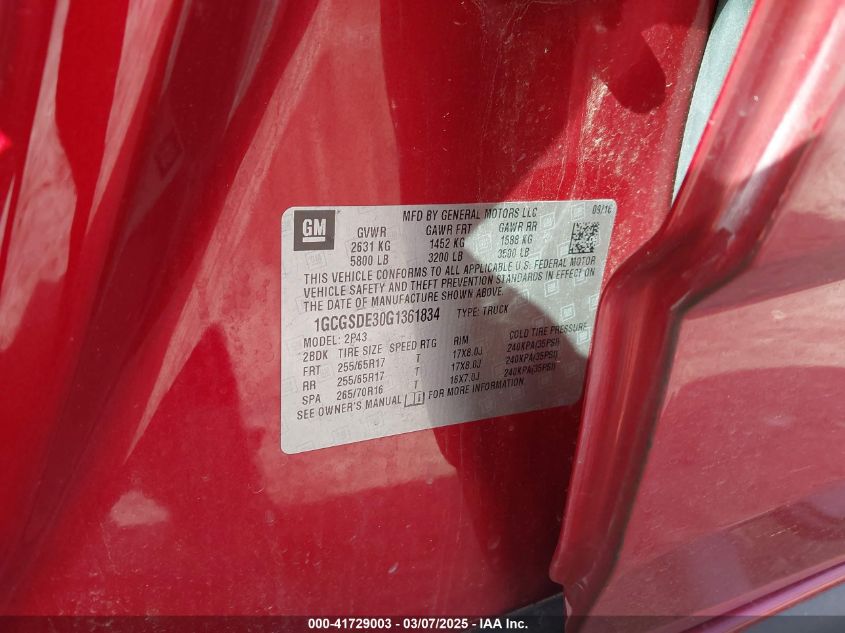 GM
MFD BY GENERAL MOTORS LLC 09/16
GVWR GAWR FRT GAWR RR
2631 KG 1452 KG 1588 KG
5800 LB 3200 LB 3500 LB
THIS VEHICLE CONFORMS TO ALL APPLICABLE U.S. FEDERAL MOTOR
VEHICLE SAFETY AND THEFT PREVENTION STANDARDS IN EFFECT ON
THE DATE OF MANUFACTURE SHOWN ABOVE.
1GCGSDE30G1361834 TYPE: TRUCK
MODEL: 2P43
2BDK TIRE SIZE SPEED RTG RIM COLD TIRE PRESSURE
FRT 255/65R17 T 17X8.0J 240KPA(35PSI)
RR 255/65R17 T 17X8.0J 240KPA(35PSI)
SPA 265/70R16 T 16X7.0J 240KPA(35PSI)
SEE OWNER'S MANUAL FOR MORE INFORMATION.
000-41729003 - 03/07/2025 - IAA Inc.